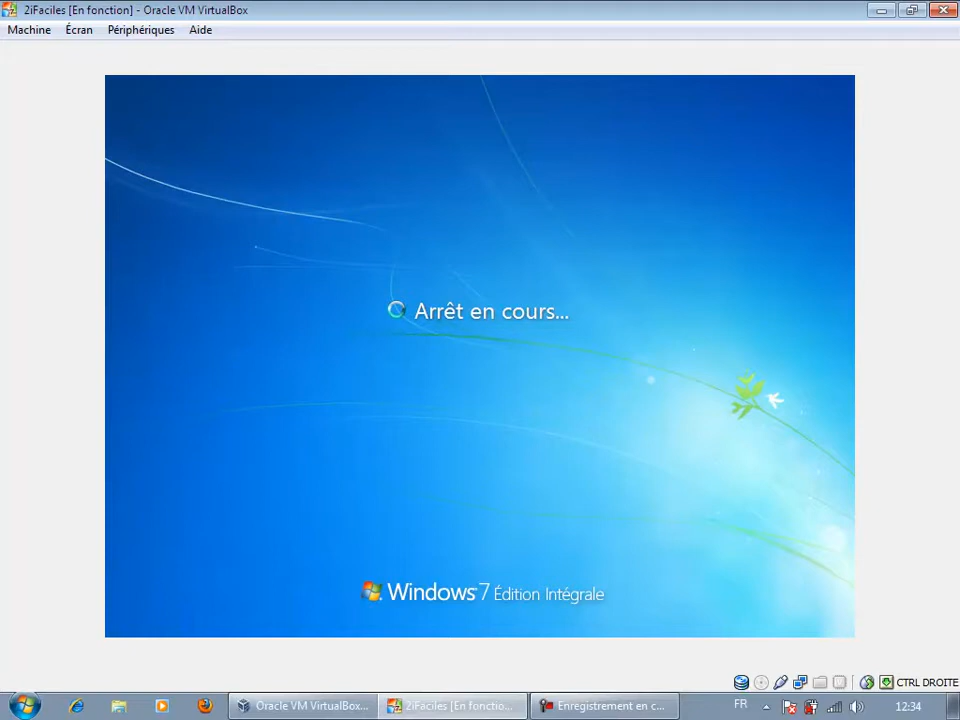 2iFaciles [En fonction] - Oracle VM VirtualBox
Machine Écran Périphériques Aide
Arrêt en cours...
Windows 7 Édition Intégrale
CTRL DROITE
Oracle VM VirtualBox... 2iFaciles [En fonctio... Enregistrement en c... FR 12:34